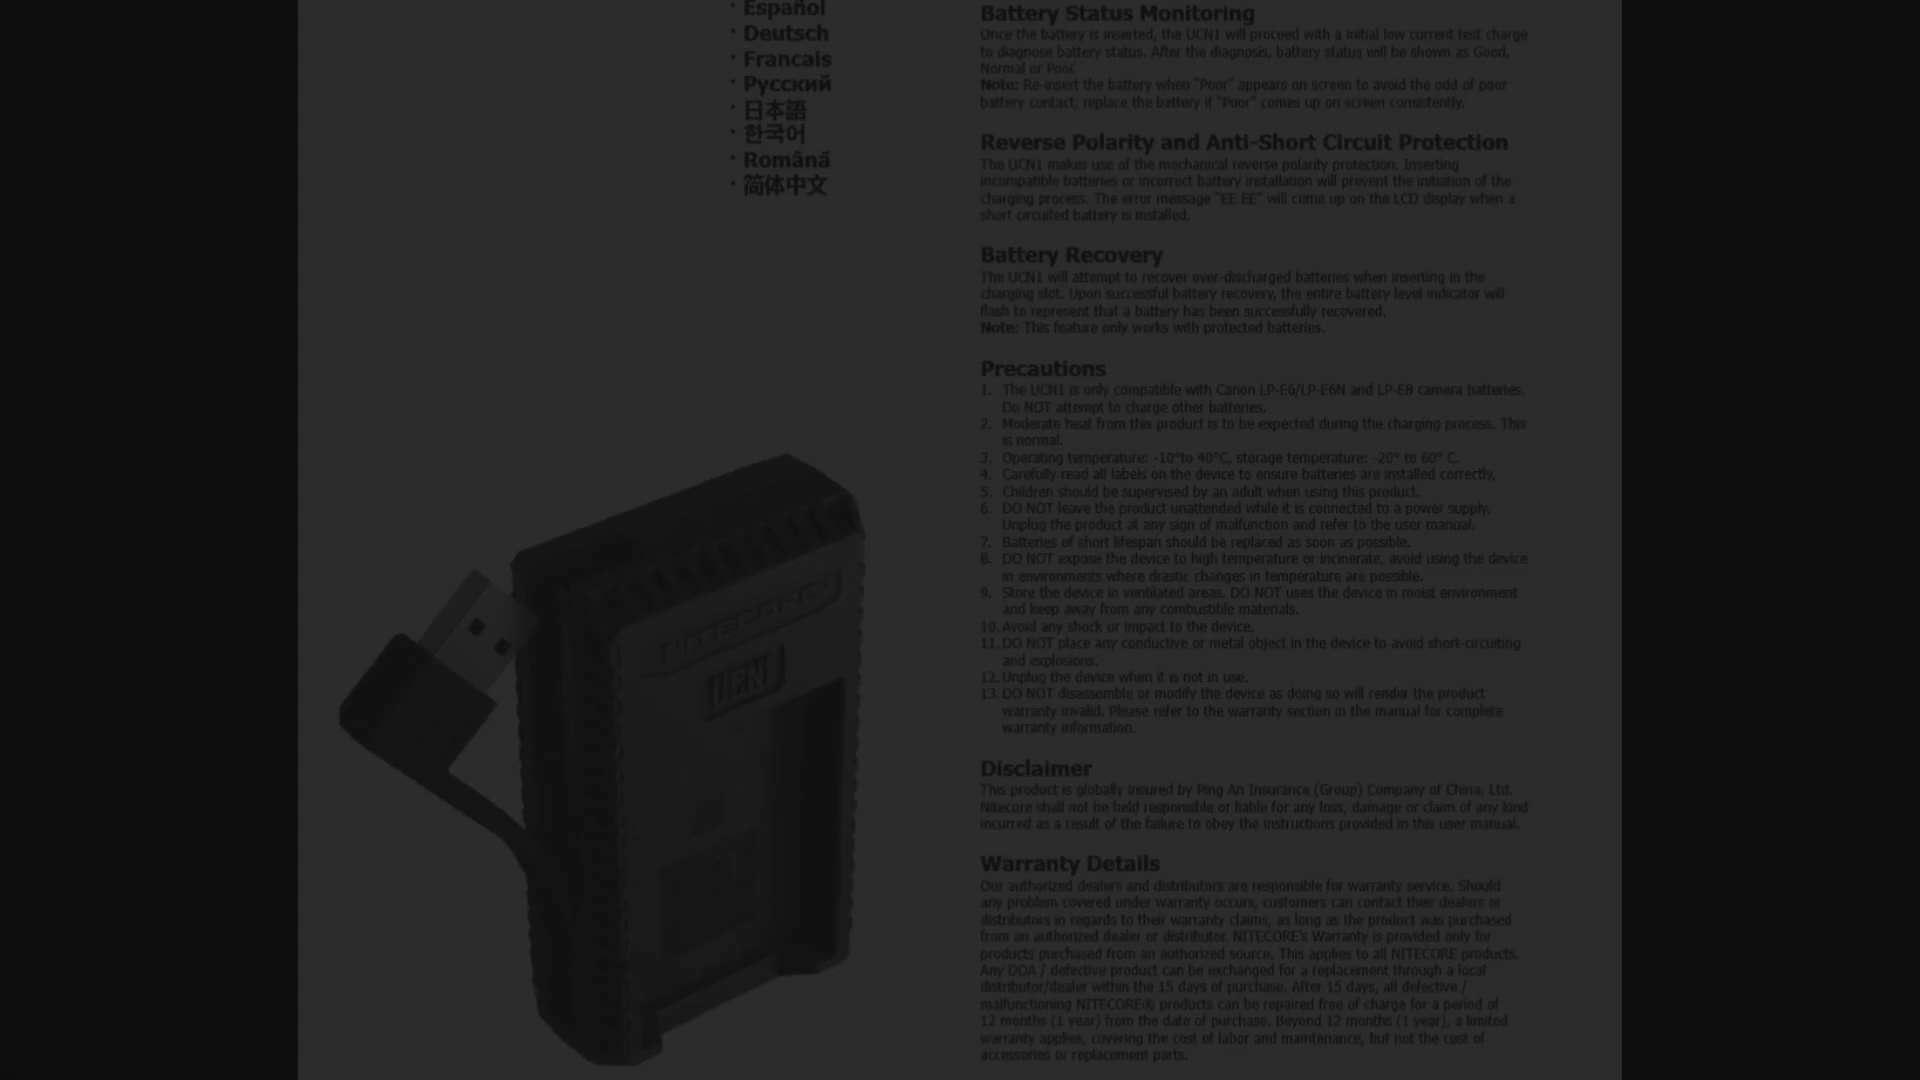 · Español
· Deutsch
· Francais
· Русский
· 日本語
· 한국어
· Română
· 简体中文
NITECORE
UCN1
Battery Status Monitoring
Once the battery is inserted, the UCN1 will proceed with a initial low current test charge
to diagnose battery status. After the diagnosis, battery status will be shown as Good,
Normal or Poor.
Note: Re-insert the battery when "Poor" appears on screen to avoid the odd of poor
battery contact, replace the battery if "Poor" comes up on screen consistently.
Reverse Polarity and Anti-Short Circuit Protection
The UCN1 makes use of the mechanical reverse polarity protection. Inserting
incompatible batteries or incorrect battery installation will prevent the initiation of the
charging process. The error message "EE EE" will come up on the LCD display when a
short circuited battery is installed.
Battery Recovery
The UCN1 will attempt to recover over-discharged batteries when inserting in the
charging slot. Upon successful battery recovery, the entire battery level indicator will
flash to represent that a battery has been successfully recovered.
Note: This feature only works with protected batteries.
Precautions
1. The UCN1 is only compatible with Canon LP-E6/LP-E6N and LP-E8 camera batteries.
Do NOT attempt to charge other batteries.
2. Moderate heat from this product is to be expected during the charging process. This
is normal.
3. Operating temperature: -10°to 40°C, storage temperature: -20° to 60° C.
4. Carefully read all labels on the device to ensure batteries are installed correctly.
5. Children should be supervised by an adult when using this product.
6. DO NOT leave the product unattended while it is connected to a power supply.
Unplug the product at any sign of malfunction and refer to the user manual.
7. Batteries of short lifespan should be replaced as soon as possible.
8. DO NOT expose the device to high temperature or incinerate, avoid using the device
in environments where drastic changes in temperature are possible.
9. Store the device in ventilated areas. DO NOT uses the device in moist environment
and keep away from any combustible materials.
10. Avoid any shock or impact to the device.
11. DO NOT place any conductive or metal object in the device to avoid short-circuiting
and explosions.
12. Unplug the device when it is not in use.
13. DO NOT disassemble or modify the device as doing so will render the product
warranty invalid. Please refer to the warranty section in the manual for complete
warranty information.
Disclaimer
This product is globally insured by Ping An Insurance (Group) Company of China, Ltd.
Nitecore shall not be held responsible or liable for any loss, damage or claim of any kind
incurred as a result of the failure to obey the instructions provided in this user manual.
Warranty Details
Our authorized dealers and distributors are responsible for warranty service. Should
any problem covered under warranty occurs, customers can contact their dealers or
distributors in regards to their warranty claims, as long as the product was purchased
from an authorized dealer or distributor. NITECORE's Warranty is provided only for
products purchased from an authorized source. This applies to all NITECORE products.
Any DOA / defective product can be exchanged for a replacement through a local
distributor/dealer within the 15 days of purchase. After 15 days, all defective /
malfunctioning NITECORE® products can be repaired free of charge for a period of
12 months (1 year) from the date of purchase. Beyond 12 months (1 year), a limited
warranty applies, covering the cost of labor and maintenance, but not the cost of
accessories or replacement parts.